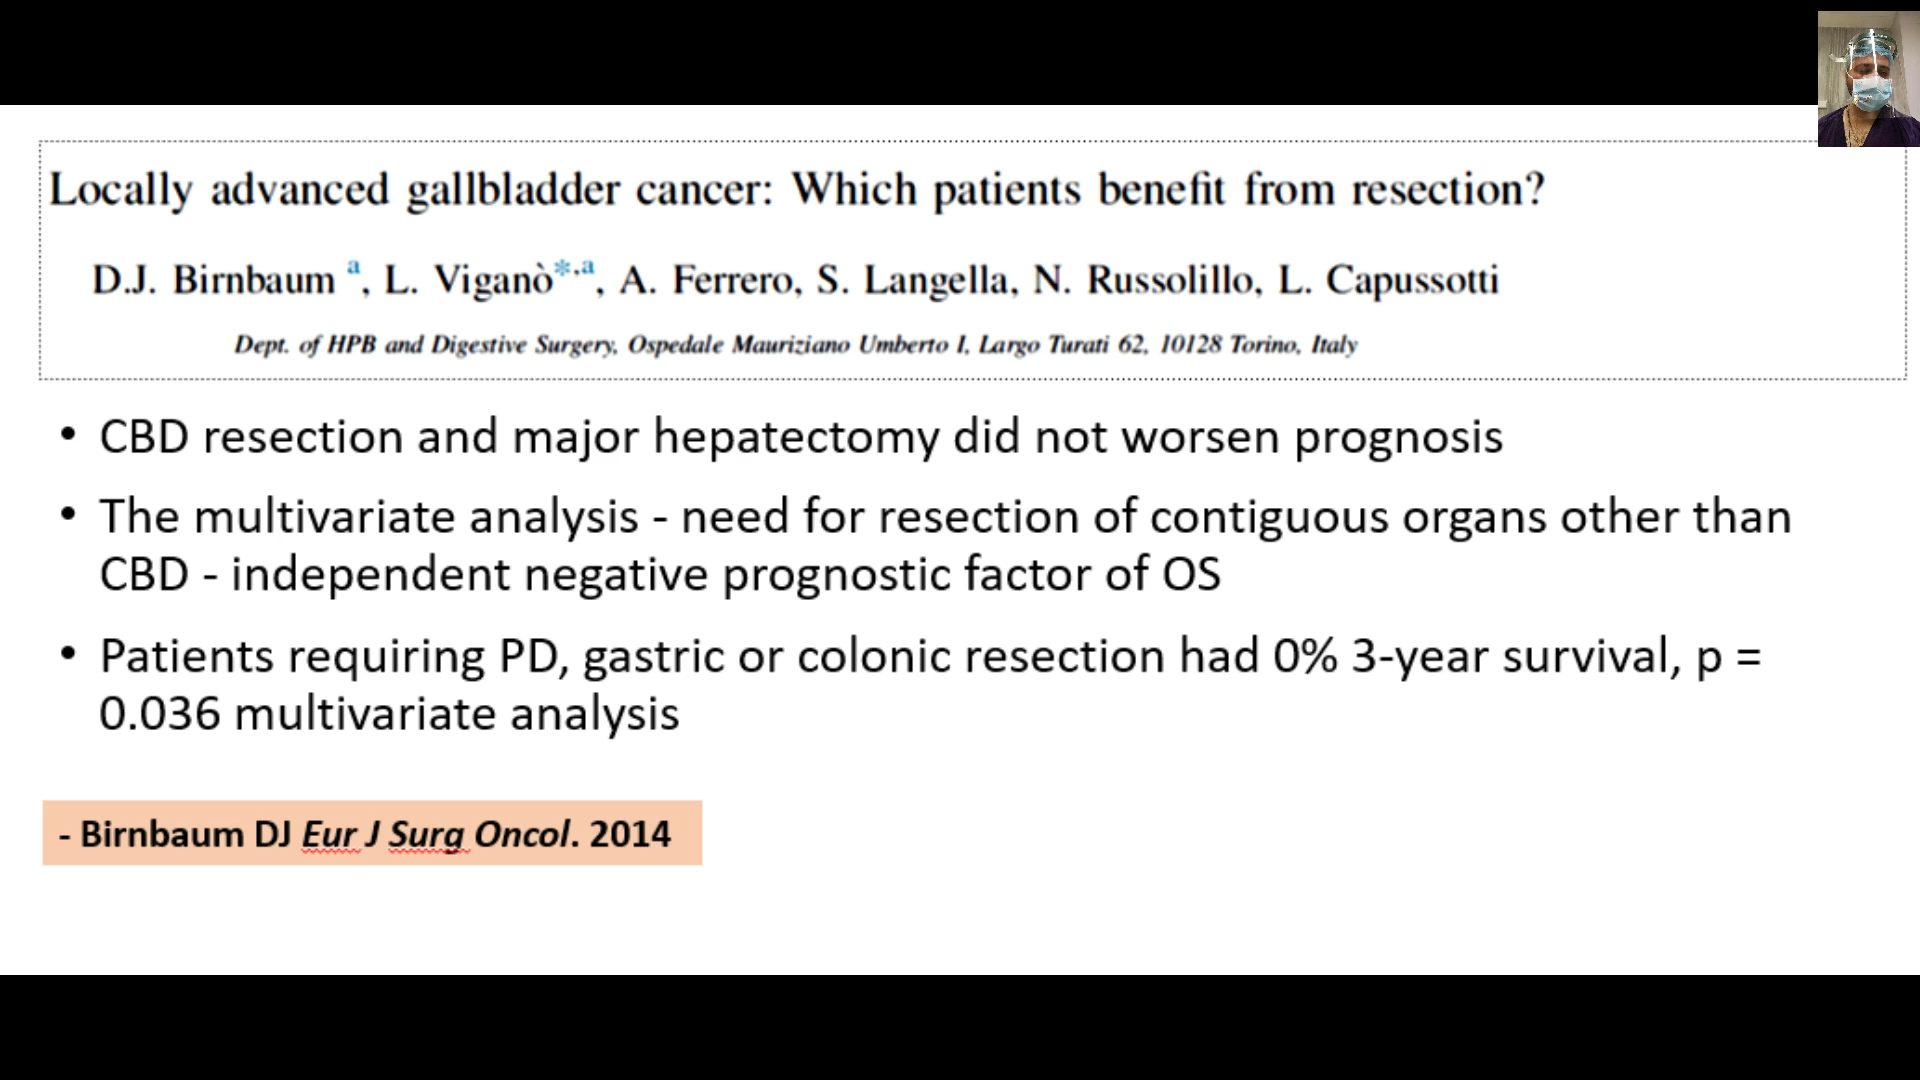 Locally advanced gallbladder cancer: Which patients benefit from resection?
D.J. Birnbaum a, L. Viganò*,a, A. Ferrero, S. Langella, N. Russolillo, L. Capussotti
Dept. of HPB and Digestive Surgery, Ospedale Mauriziano Umberto I, Largo Turati 62, 10128 Torino, Italy
• CBD resection and major hepatectomy did not worsen prognosis
• The multivariate analysis - need for resection of contiguous organs other than
CBD - independent negative prognostic factor of OS
• Patients requiring PD, gastric or colonic resection had 0% 3-year survival, p =
0.036 multivariate analysis
- Birnbaum DJ Eur J Surg Oncol. 2014